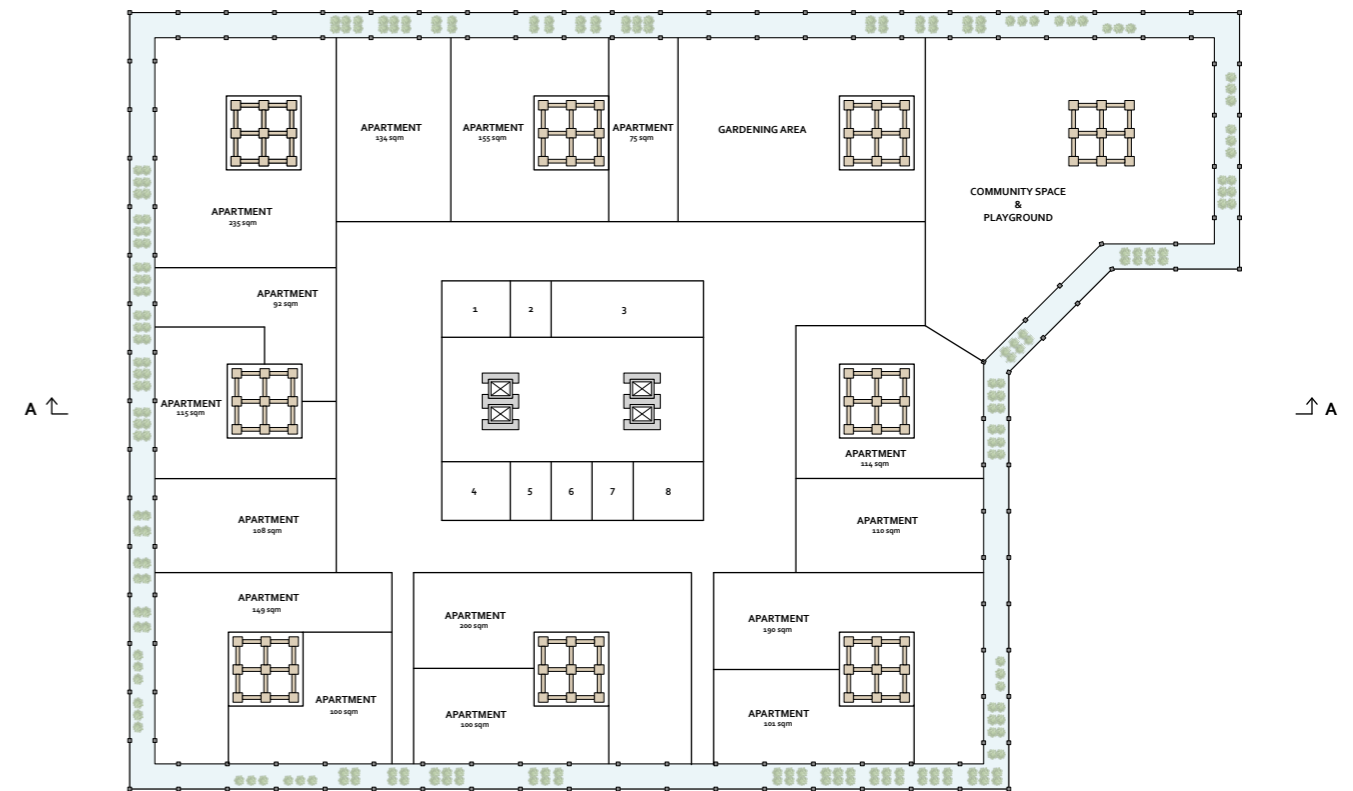 APARTMENT
134 sqm
APARTMENT
155 sqm
APARTMENT
75 sqm
GARDENING AREA
COMMUNITY SPACE
&
PLAYGROUND
APARTMENT
235 sqm
APARTMENT
92 sqm
1
2
3
A
APARTMENT
115 sqm
A
APARTMENT
114 sqm
4
5
6
7
8
APARTMENT
108 sqm
APARTMENT
110 sqm
APARTMENT
149 sqm
APARTMENT
200 sqm
APARTMENT
190 sqm
APARTMENT
100 sqm
APARTMENT
100 sqm
APARTMENT
101 sqm